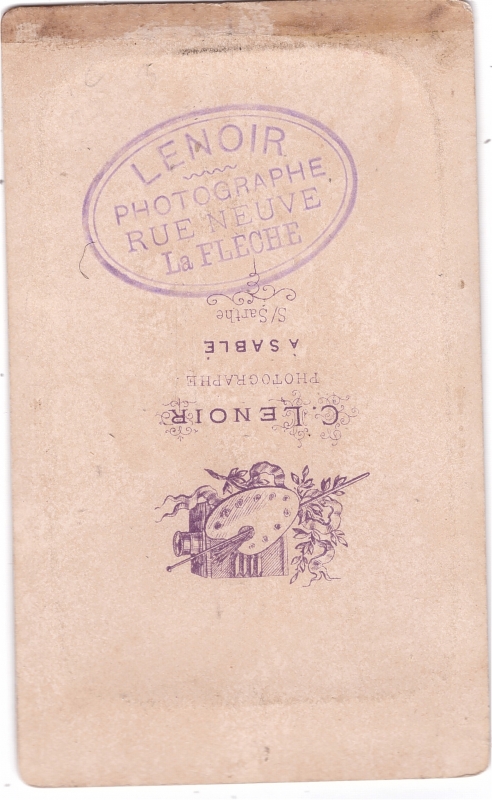 LENOIR
PHOTOGRAPHE
RUE NEUVE
La FLECHE
C. LENOIR
PHOTOGRAPHE
À SABLÉ
S/Sarthe